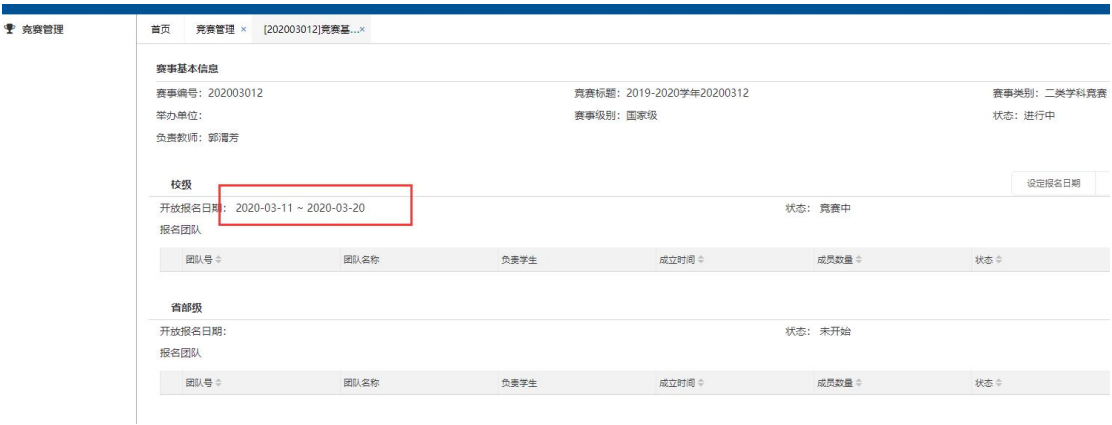 竞赛管理
首页 竞赛管理 × [202003012]竞赛基...×
赛事基本信息
赛事编号：202003012 竞赛标题：2019-2020学年20200312 赛事类别：二类学科竞赛
举办单位： 赛事级别：国家级 状态：进行中
负责教师：郭渭芳
校级 设定报名日期
开放报名日期： 2020-03-11 ~ 2020-03-20 状态： 竞赛中
报名团队
团队号 团队名称 负责学生 成立时间 成员数量 状态
省部级
开放报名日期： 状态： 未开始
报名团队
团队号 团队名称 负责学生 成立时间 成员数量 状态